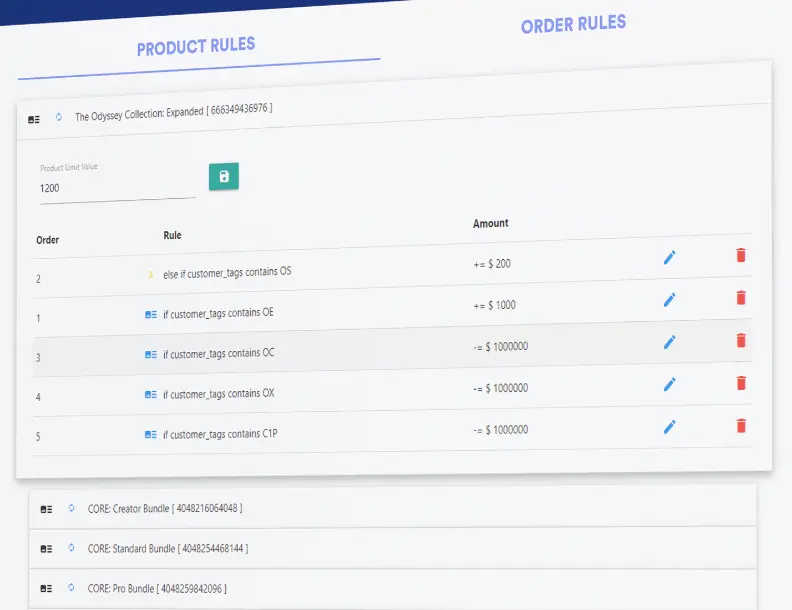 PRODUCT RULES
ORDER RULES
The Odyssey Collection: Expanded [ 666349436976 ]
Product Limit Value
1200
Order Rule Amount
2 else if customer_tags contains OS += $ 200
1 if customer_tags contains OE += $ 1000
3 if customer_tags contains OC -= $ 1000000
4 if customer_tags contains OX -= $ 1000000
5 if customer_tags contains C1P -= $ 1000000
CORE: Creator Bundle [ 4048216064048 ]
CORE: Standard Bundle [ 4048254468144 ]
CORE: Pro Bundle [ 4048259842096 ]